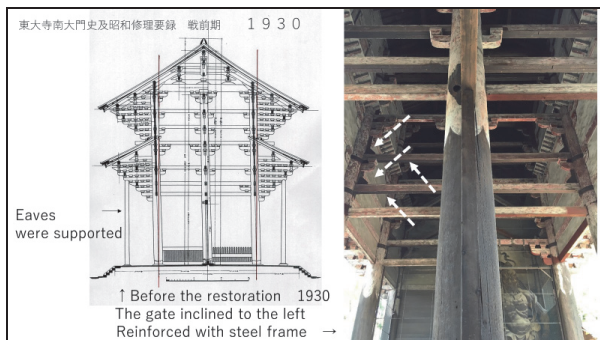 東大寺南大門史及昭和修理要録 戦前期 1930
Eaves
were supported
↑ Before the restoration 1930
The gate inclined to the left
Reinforced with steel frame →